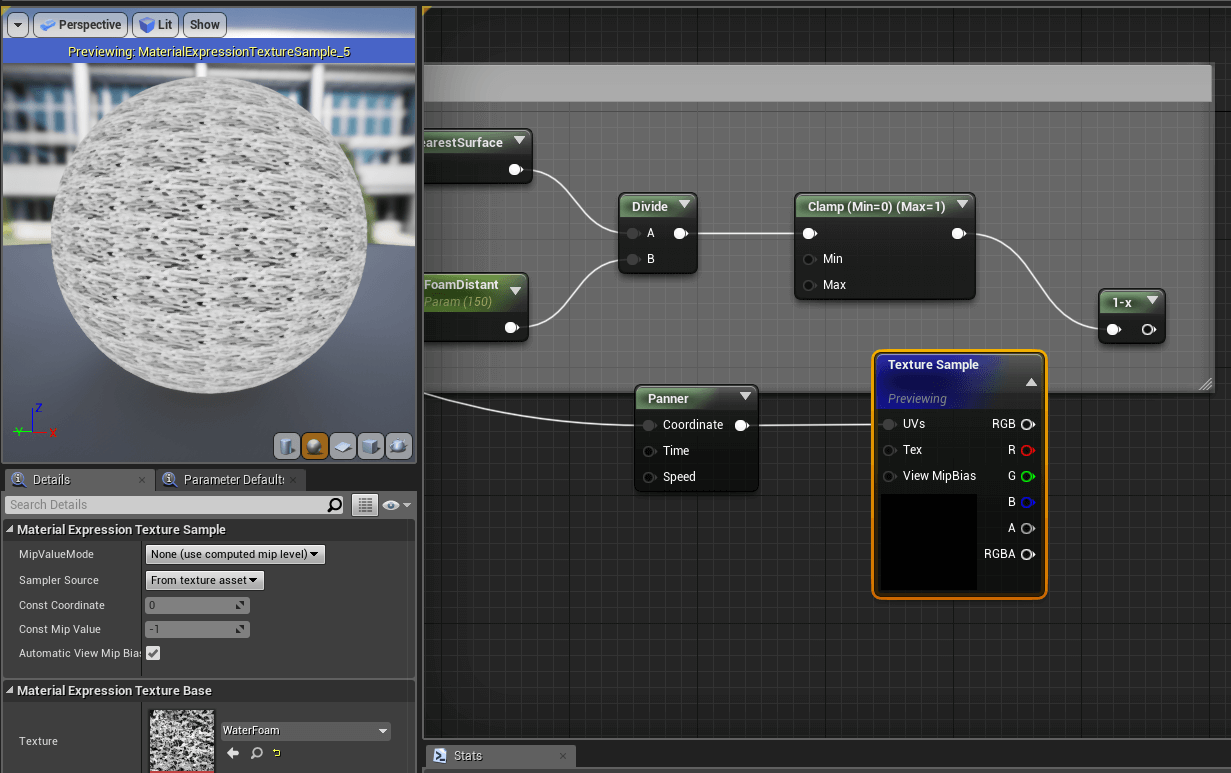 Perspective
Lit
Show
Previewing: MaterialExpressionTextureSample_5
Z
Y
X
earestSurface
FoamDistant
Param (150)
Divide
A
B
Clamp (Min=0) (Max=1)
Min
Max
1-x
Panner
Coordinate
Time
Speed
Texture Sample
Previewing
UVs
RGB
Tex
R
View MipBias
G
B
A
RGBA
Details
Parameter Defaults
Search Details
Material Expression Texture Sample
MipValueMode
None (use computed mip level)
Sampler Source
From texture asset
Const Coordinate
0
Const Mip Value
-1
Automatic View Mip Bia
Material Expression Texture Base
Texture
WaterFoam
Stats